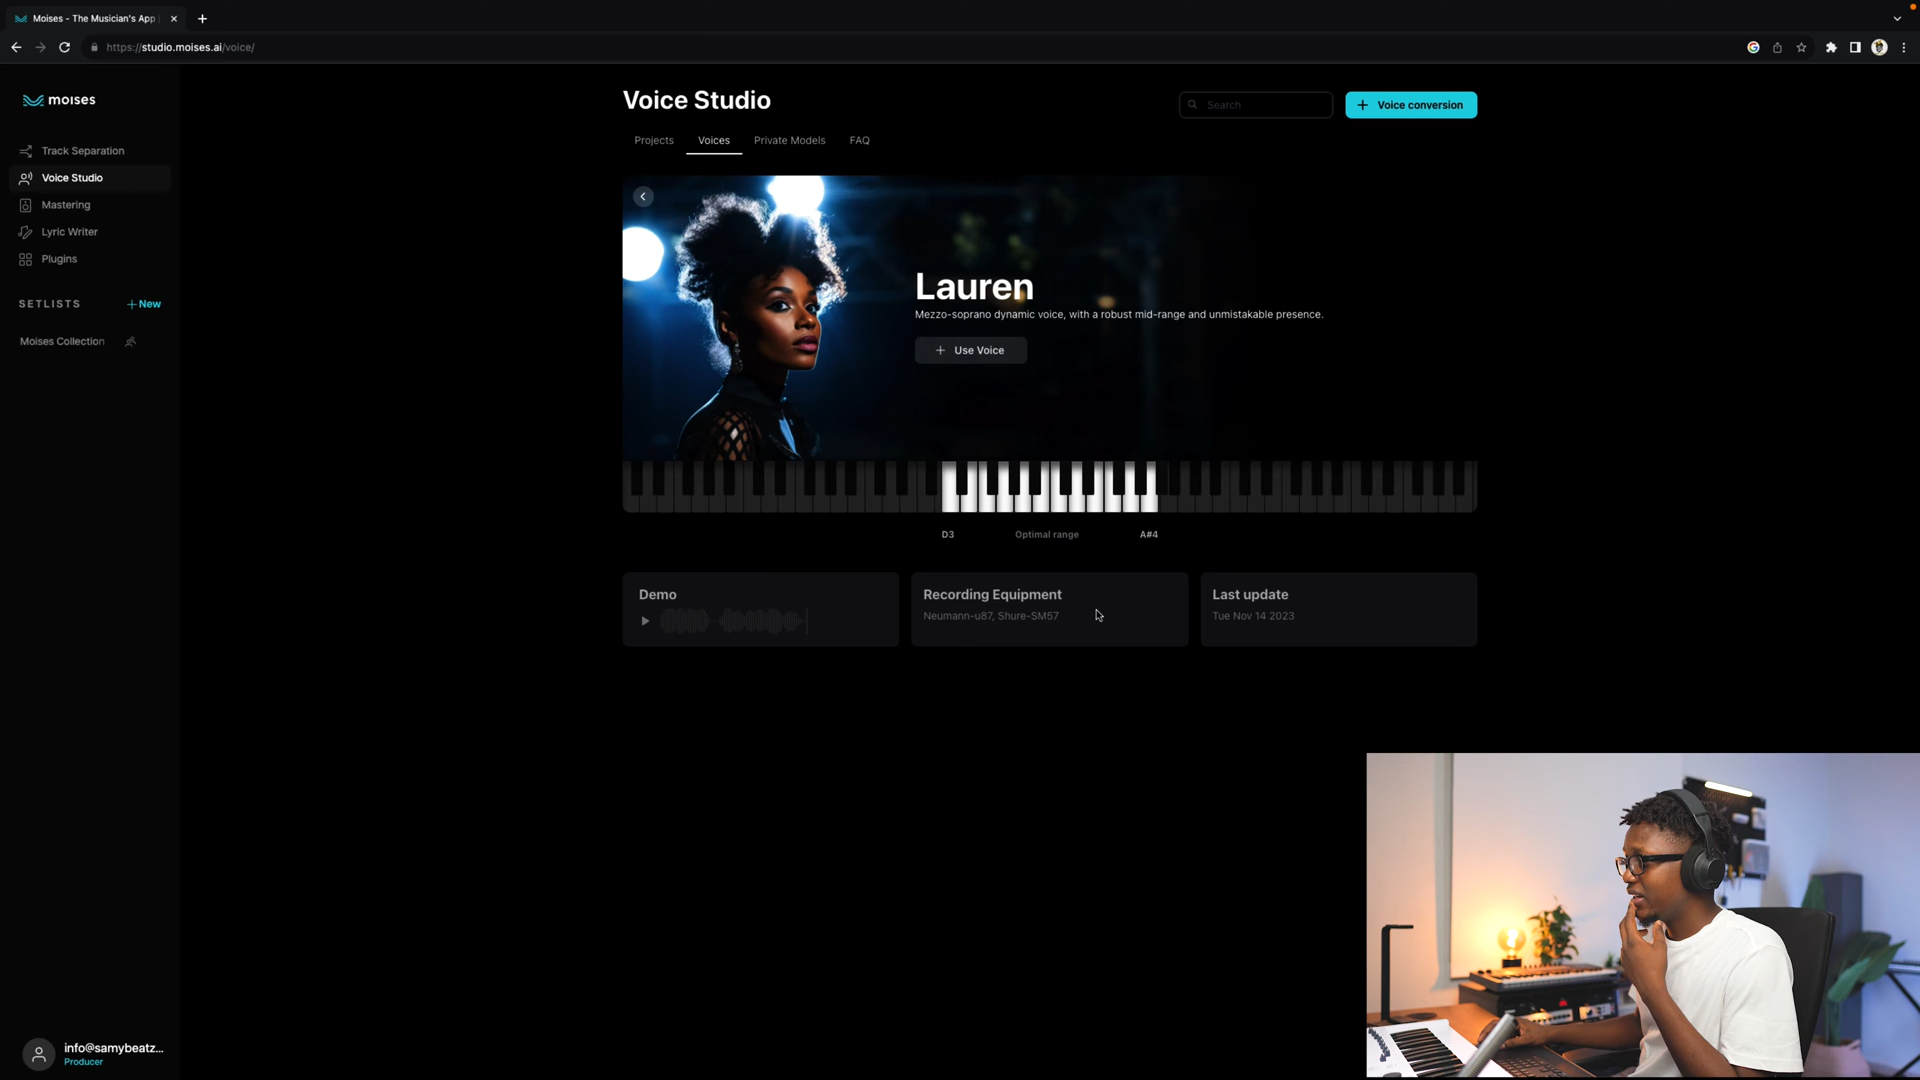 Moises - The Musician's App
https://studio.moises.ai/voice/
moises
Track Separation
Voice Studio
Mastering
Lyric Writer
Plugins
SETLISTS
+ New
Moises Collection
info@samybeatz...
Producer
Voice Studio
Search
+ Voice conversion
Projects
Voices
Private Models
FAQ
Lauren
Mezzo-soprano dynamic voice, with a robust mid-range and unmistakable presence.
+ Use Voice
D3
Optimal range
A#4
Demo
Recording Equipment
Neumann-u87, Shure-SM57
Last update
Tue Nov 14 2023